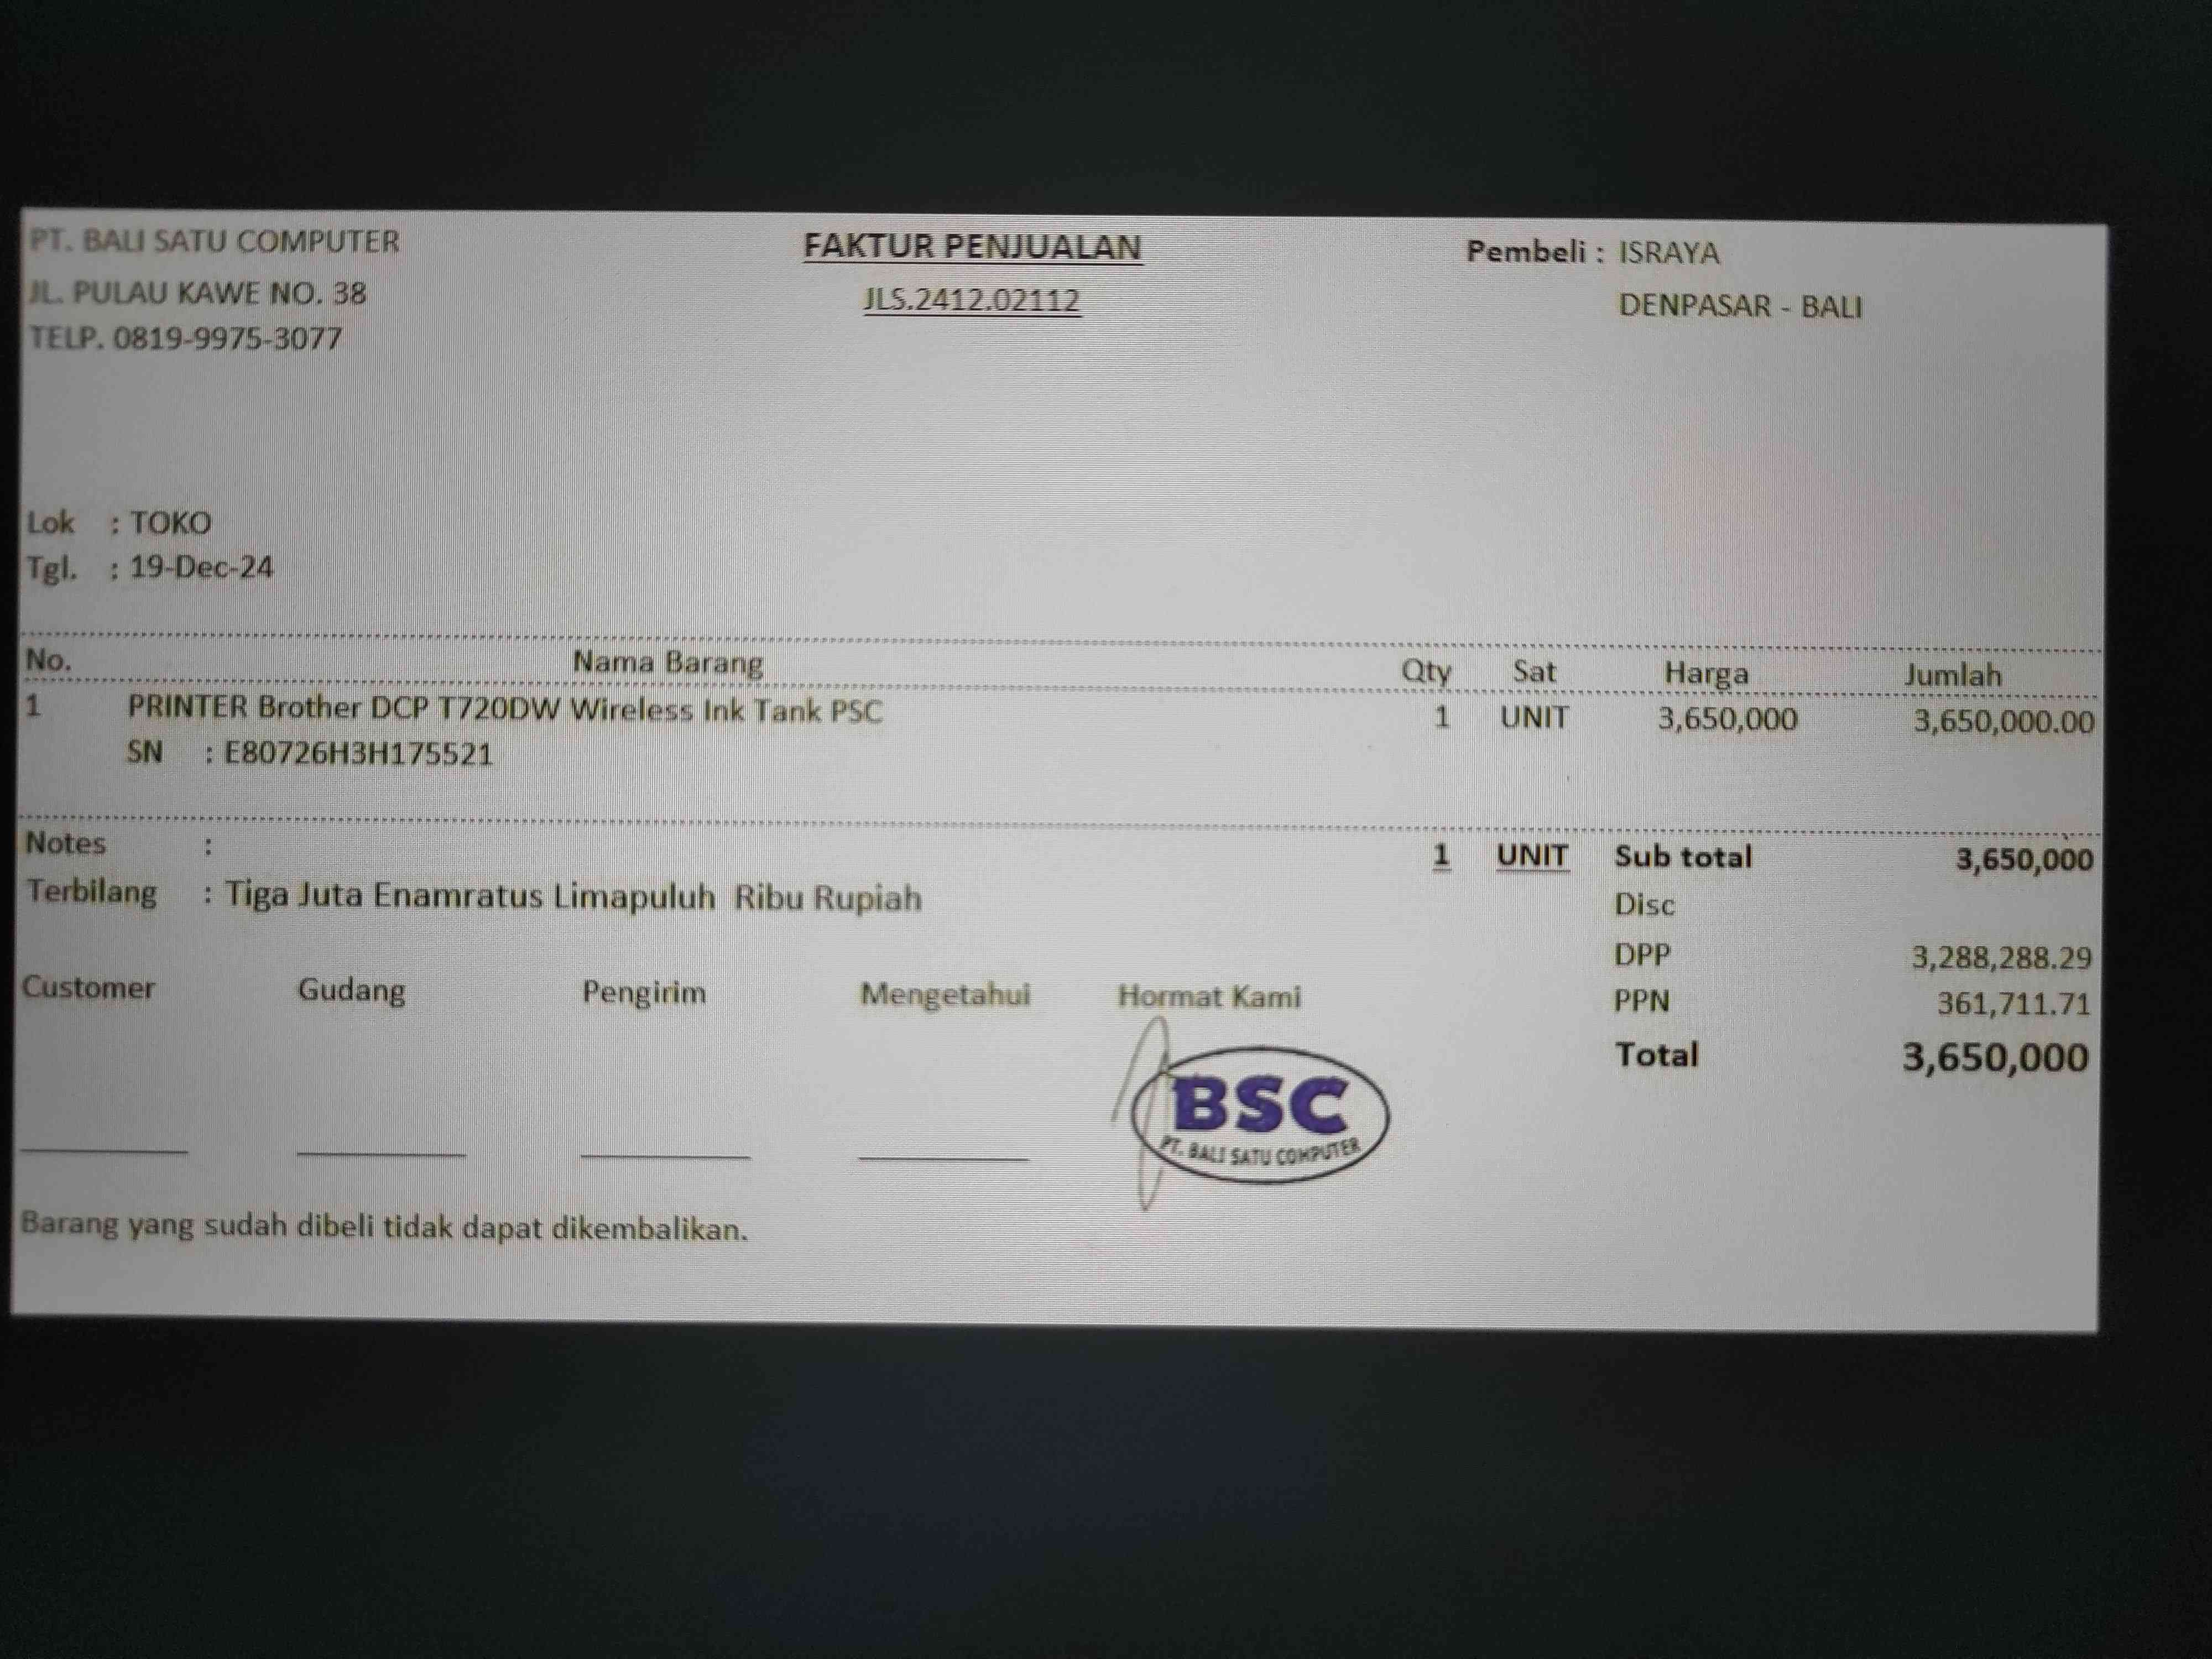 PT. BALI SATU COMPUTER
JL. PULAU KAWE NO. 38
TELP. 0819-9975-3077
FAKTUR PENJUALAN
JLS.2412.02112
Pembeli : ISRAYA
DENPASAR - BALI
Lok : TOKO
Tgl. : 19-Dec-24
No. Nama Barang Qty Sat Harga Jumlah
1 PRINTER Brother DCP T720DW Wireless Ink Tank PSC 1 UNIT 3,650,000 3,650,000.00
SN : E80726H3H175521
Notes : 1 UNIT Sub total 3,650,000
Terbilang : Tiga Juta Enamratus Limapuluh Ribu Rupiah Disc
DPP 3,288,288.29
Customer Gudang Pengirim Mengetahui Hormat Kami PPN 361,711.71
Total 3,650,000
BSC
PT. BALI SATU COMPUTER
Barang yang sudah dibeli tidak dapat dikembalikan.